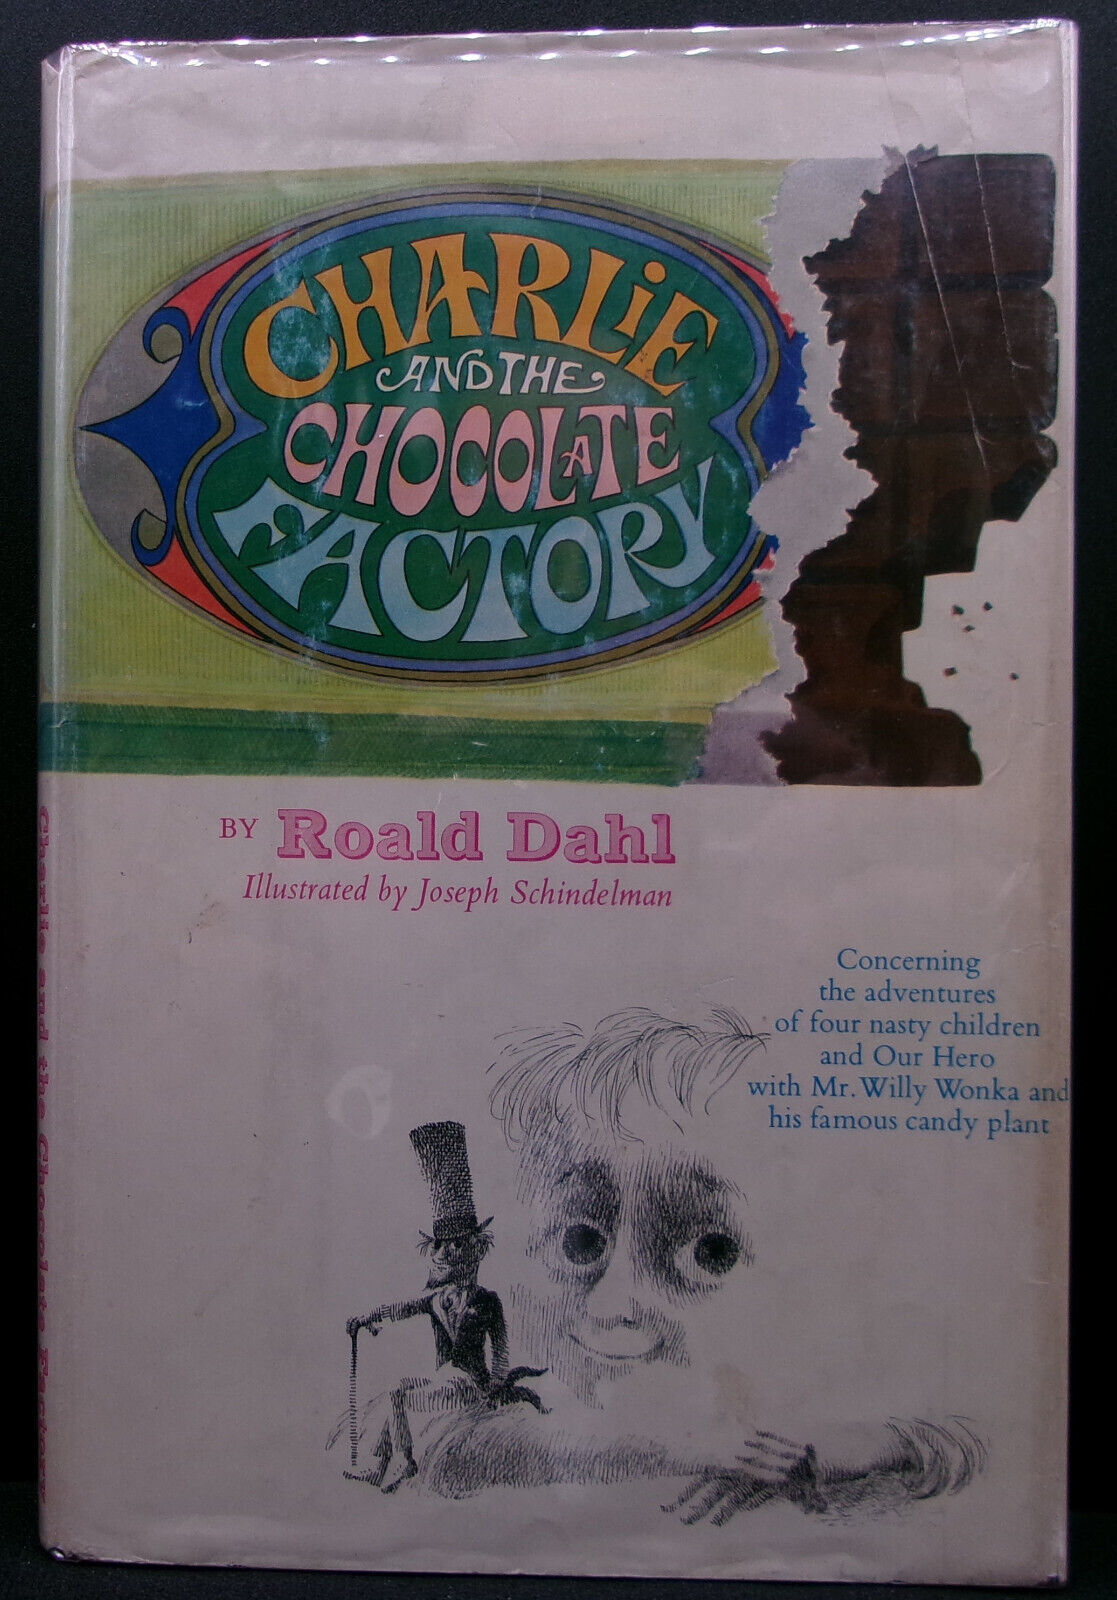 CHARLiE
AND THE
CHOCOLATE
FACTORY
BY Roald Dahl
Illustrated by Joseph Schindelman
Concerning
the adventures
of four nasty children
and Our Hero
with Mr. Willy Wonka and
his famous candy plant
Charlie and the Chocolate Factory